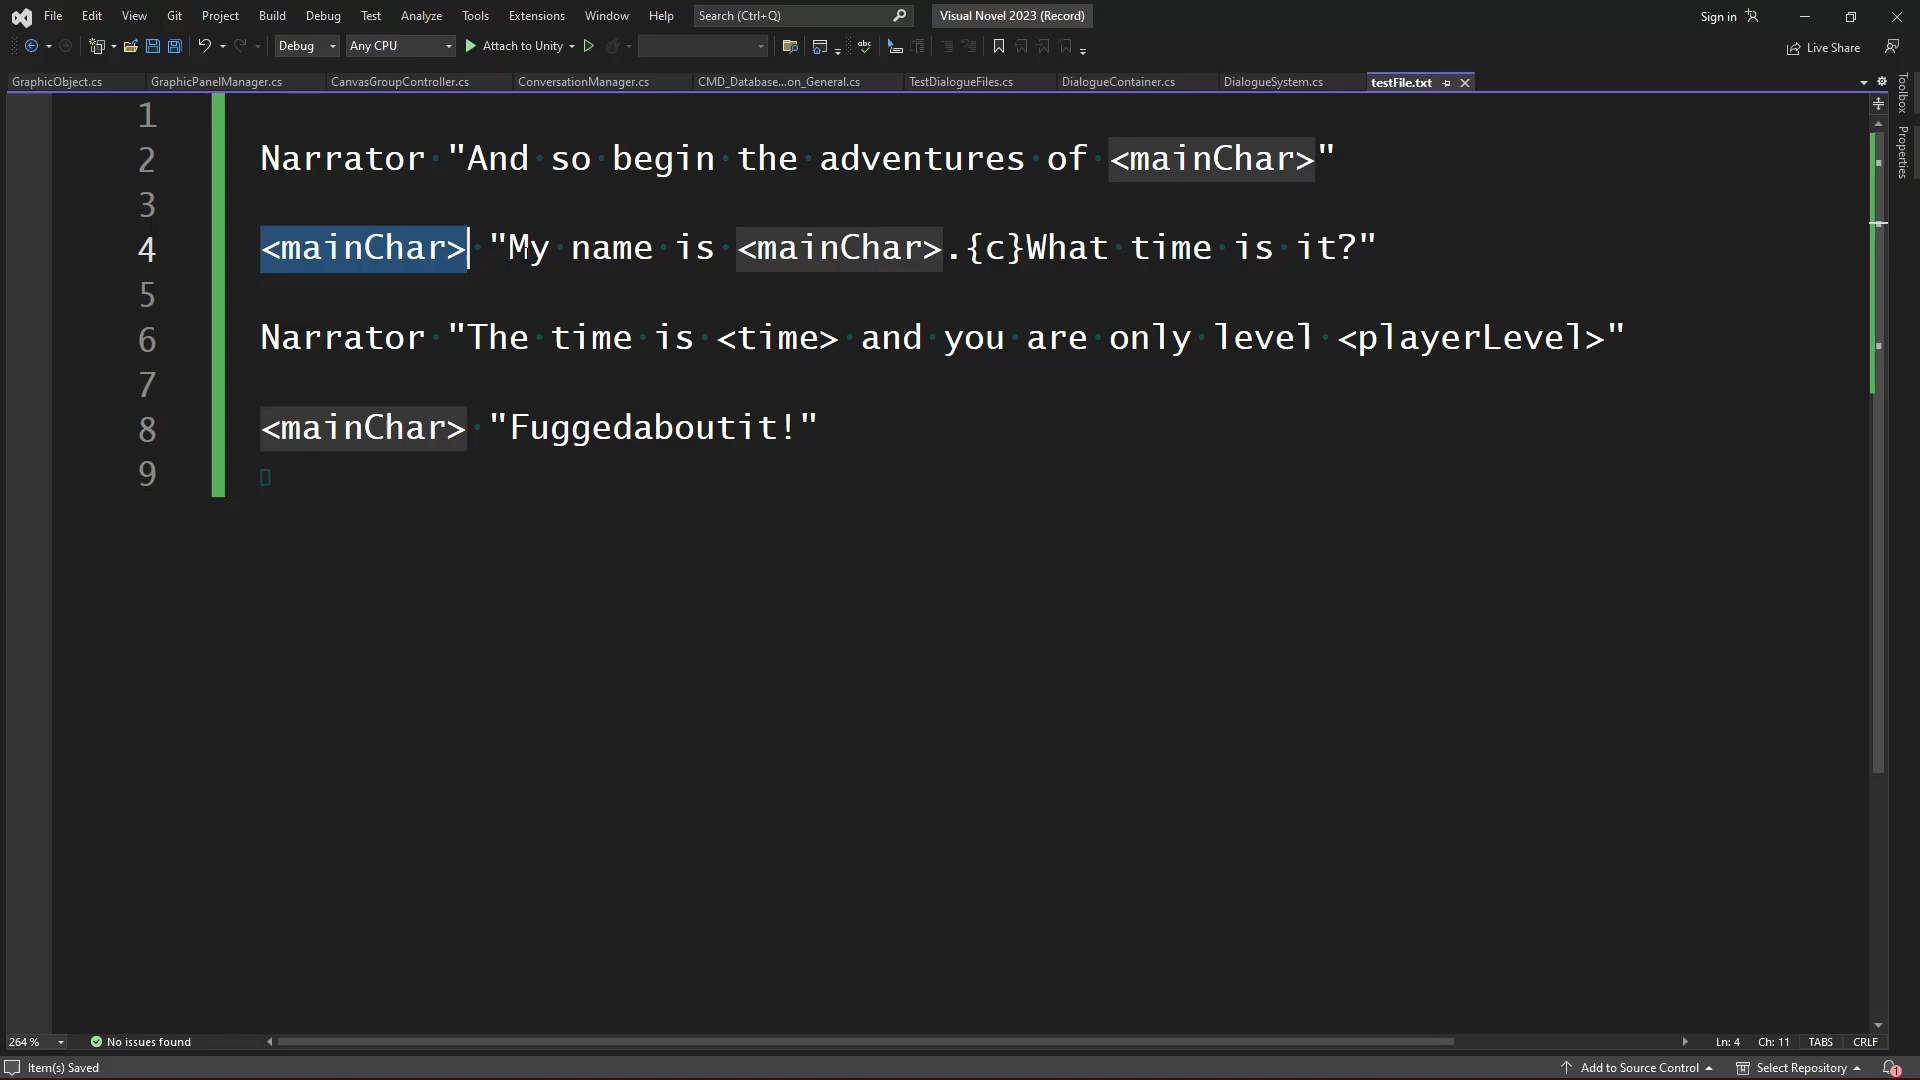 File Edit View Git Project Build Debug Test Analyze Tools Extensions Window Help Search (Ctrl+Q) Visual Novel 2023 (Record) Sign in
Debug Any CPU Attach to Unity abc Live Share
GraphicObject.cs GraphicPanelManager.cs CanvasGroupController.cs ConversationManager.cs CMD_Database...on_General.cs TestDialogueFiles.cs DialogueContainer.cs DialogueSystem.cs testFile.txt
Toolbox
Properties
1
2 Narrator "And so begin the adventures of <mainChar>"
3
4 <mainChar> "My name is <mainChar>.{c}What time is it?"
5
6 Narrator "The time is <time> and you are only level <playerLevel>"
7
8 <mainChar> "Fuggedaboutit!"
9
264 % No issues found Ln: 4 Ch: 11 TABS CRLF
Item(s) Saved Add to Source Control Select Repository 1